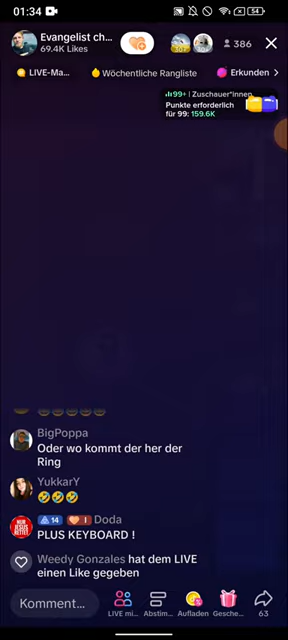 01:34
54
Evangelist ch...
69.4K Likes
386
LIVE-Ma...
Wöchentliche Rangliste
Erkunden
99+ | Zuschauer*innen
Punkte erforderlich
für 99: 159.6K
BigPoppa
Oder wo kommt der her der
Ring
YukkarY
🤣🤣🤣
14
I
Doda
PLUS KEYBOARD !
Weedy Gonzales hat dem LIVE
einen Like gegeben
Komment...
LIVE mi...
Abstim...
Aufladen
Gesche...
63